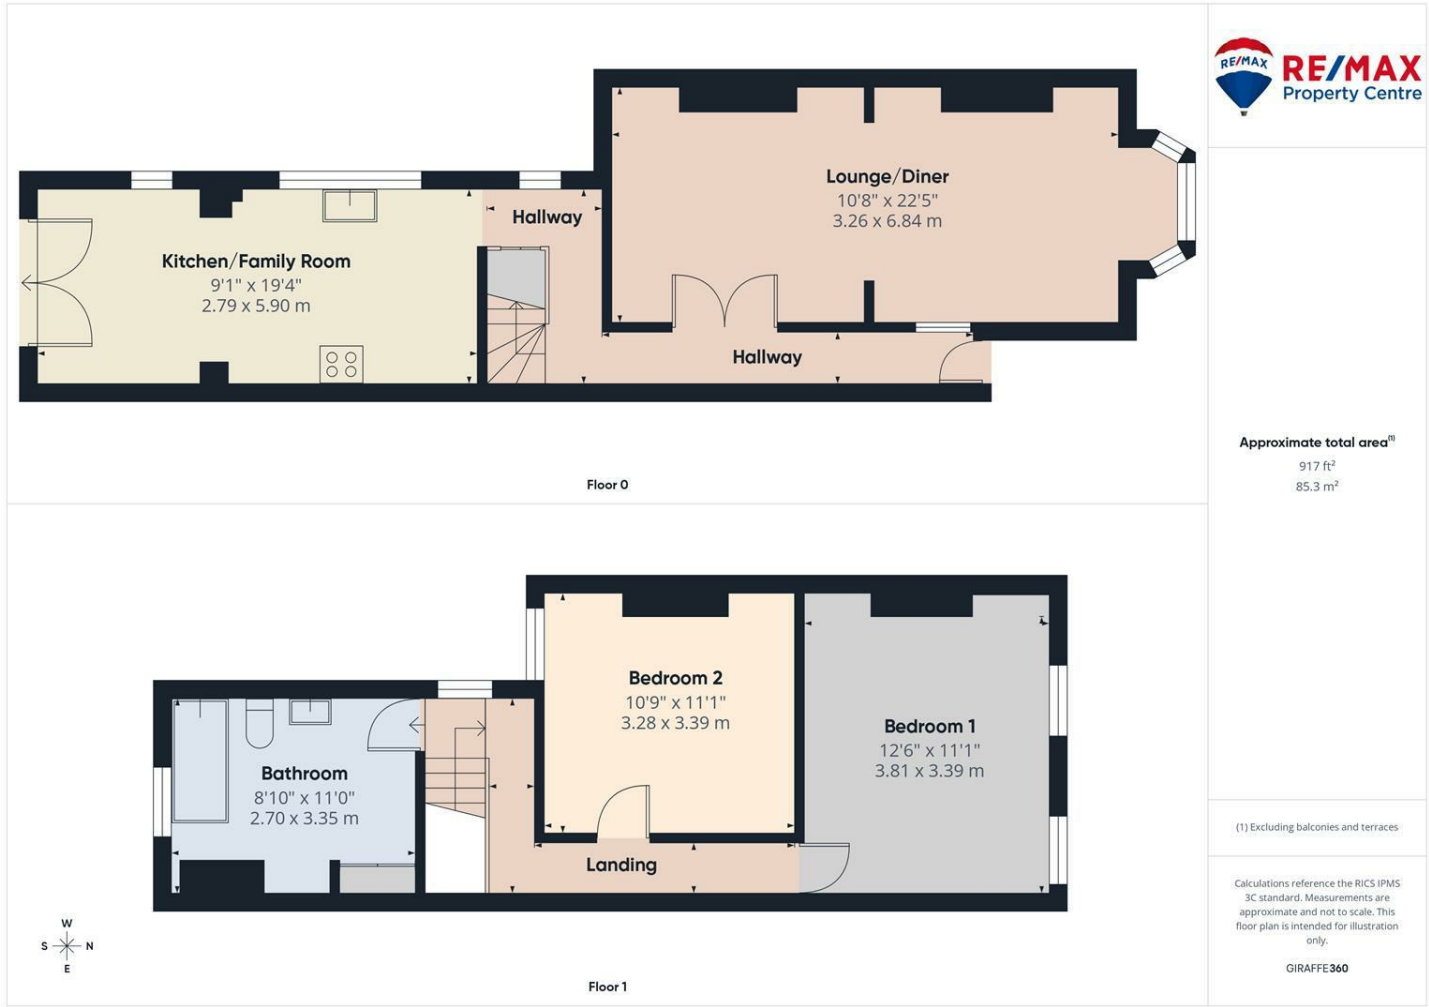 RE/MAX
RE/MAX
Property Centre
Lounge/Diner
10'8" x 22'5"
3.26 x 6.84 m
Hallway
Kitchen/Family Room
9'1" x 19'4"
2.79 x 5.90 m
Hallway
Floor 0
Approximate total area(1)
917 ft²
85.3 m²
Bedroom 2
10'9" x 11'1"
3.28 x 3.39 m
Bedroom 1
12'6" x 11'1"
3.81 x 3.39 m
Bathroom
8'10" x 11'0"
2.70 x 3.35 m
Landing
W
S N
E
Floor 1
(1) Excluding balconies and terraces
Calculations reference the RICS IPMS
3C standard. Measurements are
approximate and not to scale. This
floor plan is intended for illustration
only.
GIRAFFE360